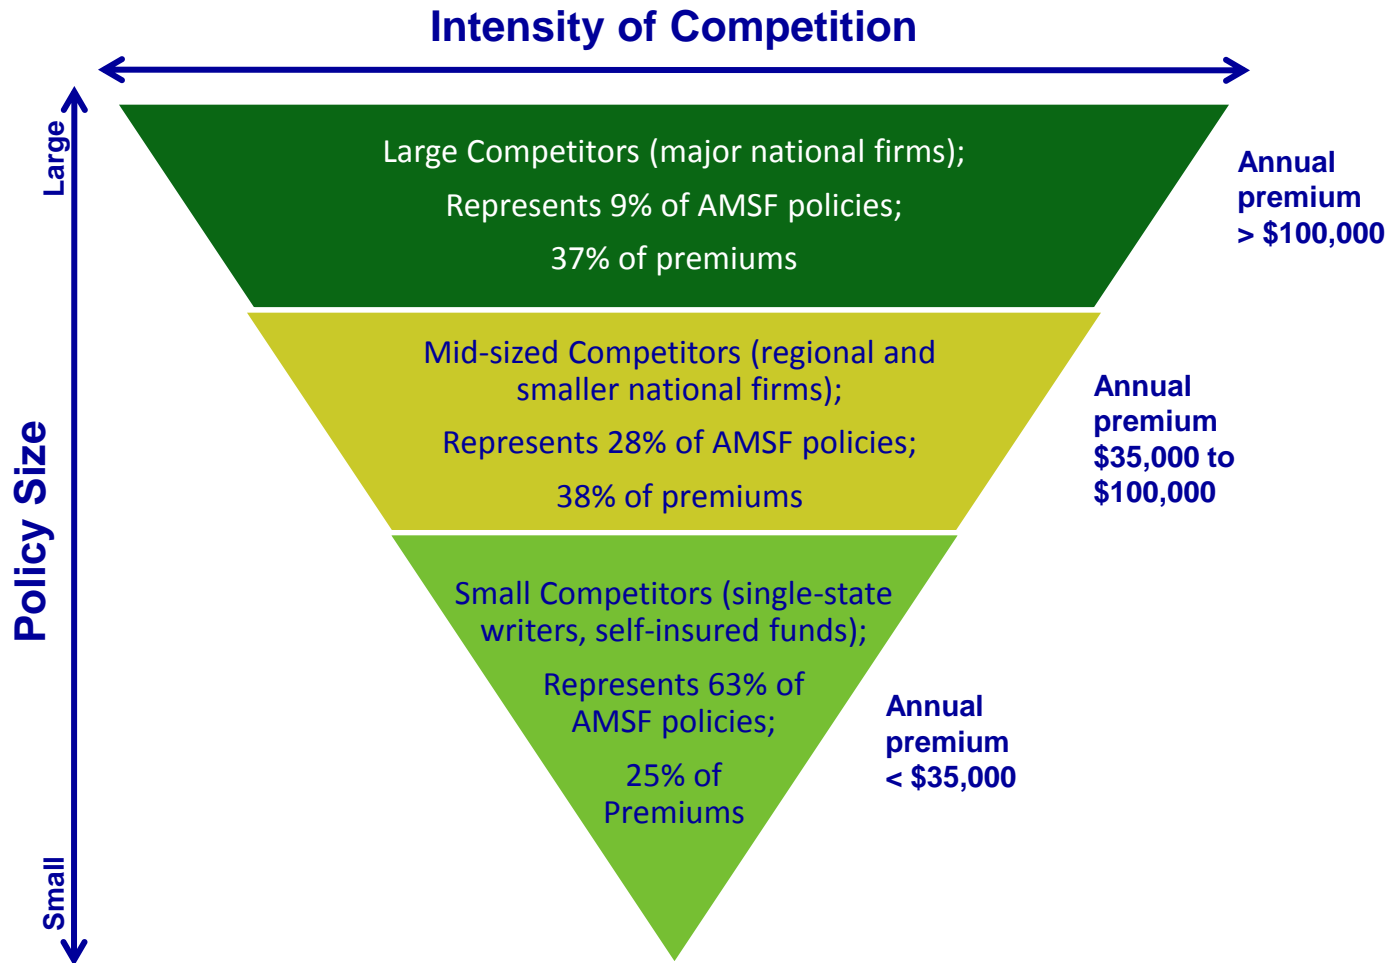 Intensity of Competition
Large
Large Competitors (major national firms);
Represents 9% of AMSF policies;
37% of premiums
Annual
premium
> $100,000
Mid-sized Competitors (regional and
smaller national firms);
Represents 28% of AMSF policies;
38% of premiums
Annual
premium
$35,000 to
$100,000
Policy Size
Small Competitors (single-state
writers, self-insured funds);
Represents 63% of
AMSF policies;
25% of
Premiums
Annual
premium
< $35,000
Small